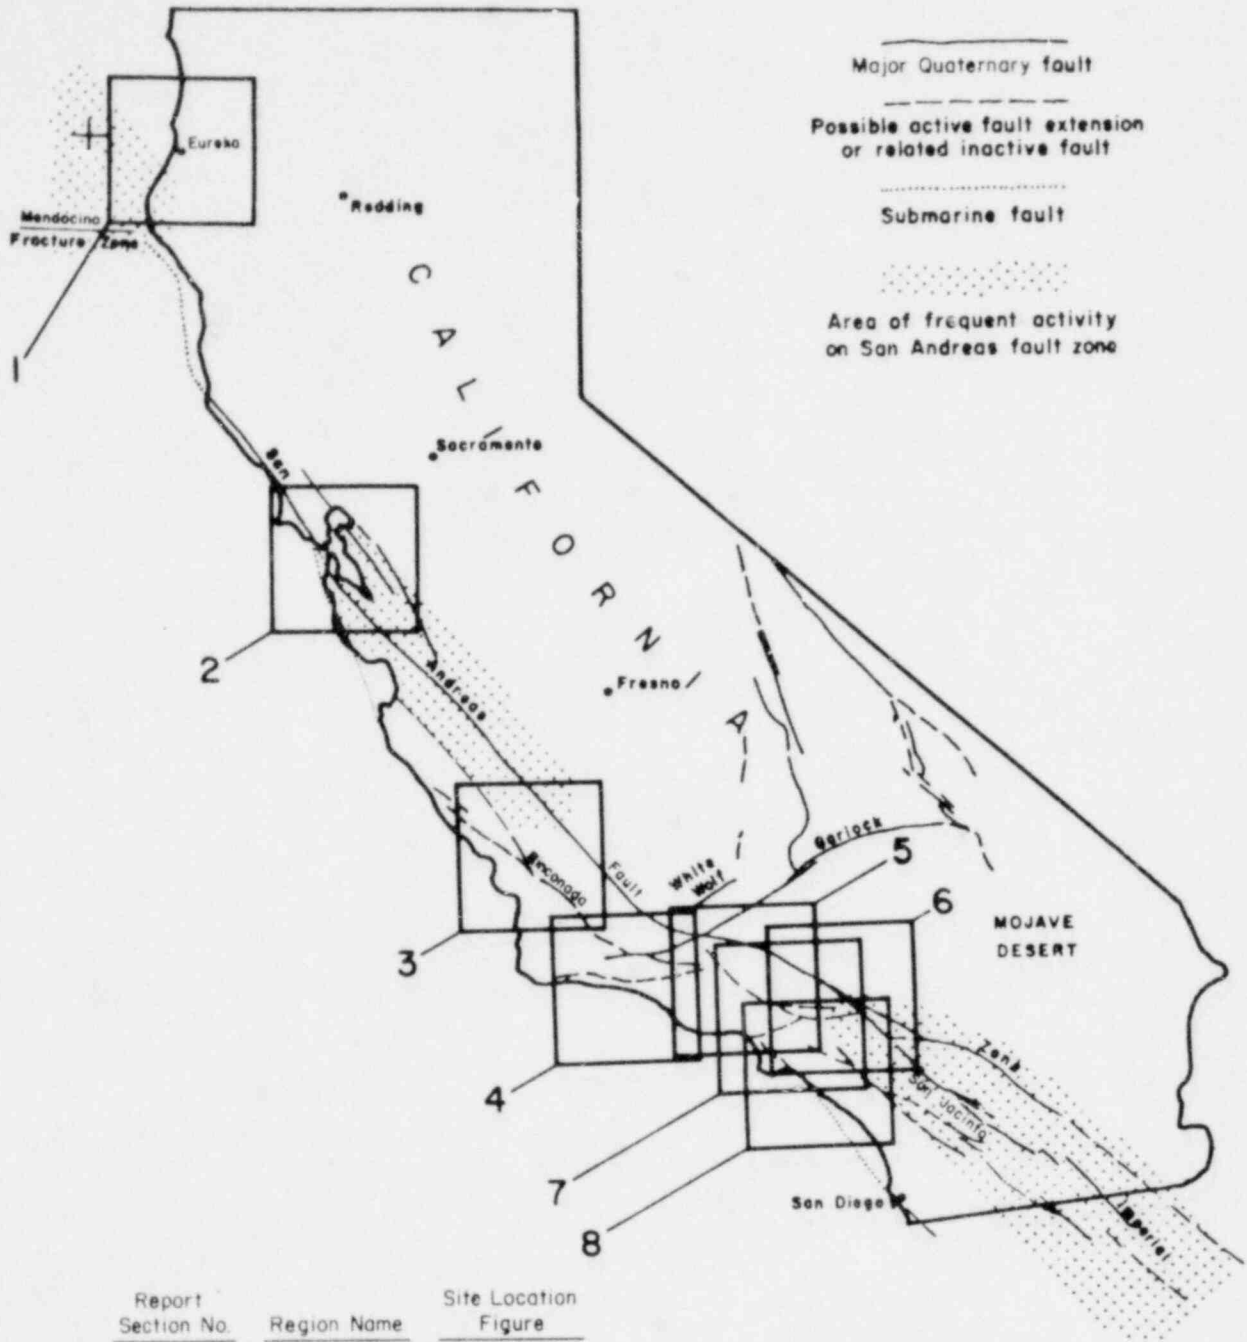 Major Quaternary fault
Possible active fault extension
or related inactive fault
Submarine fault
Area of frequent activity
on San Andreas fault zone
Eureka
Redding
Mendocino
Fracture Zone
1
CALIFORNIA
Sacramento
San
2
Andreas
Fresno
Garlock
5
White
Wolf
Fault
Rinconada
6
MOJAVE
DESERT
3
Zone
4
San Jacinto
7
San Diego
Imperial
8
Report
Section No.
Region Name
Site Location
Figure